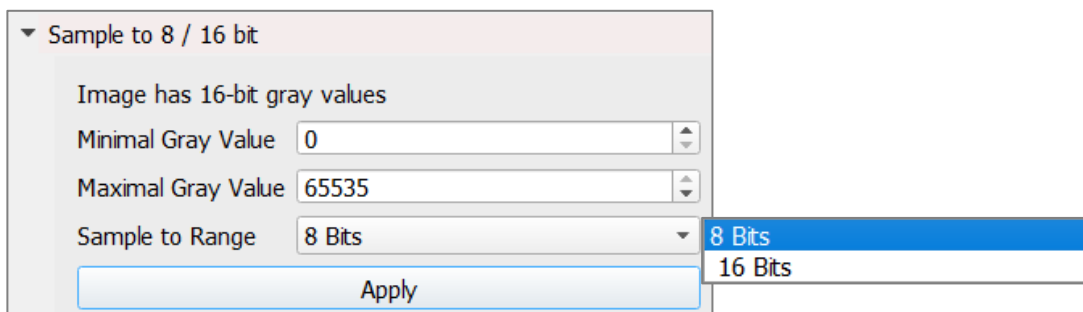 Sample to 8 / 16 bit
Image has 16-bit gray values
Minimal Gray Value 0
Maximal Gray Value 65535
Sample to Range 8 Bits
8 Bits
16 Bits
Apply